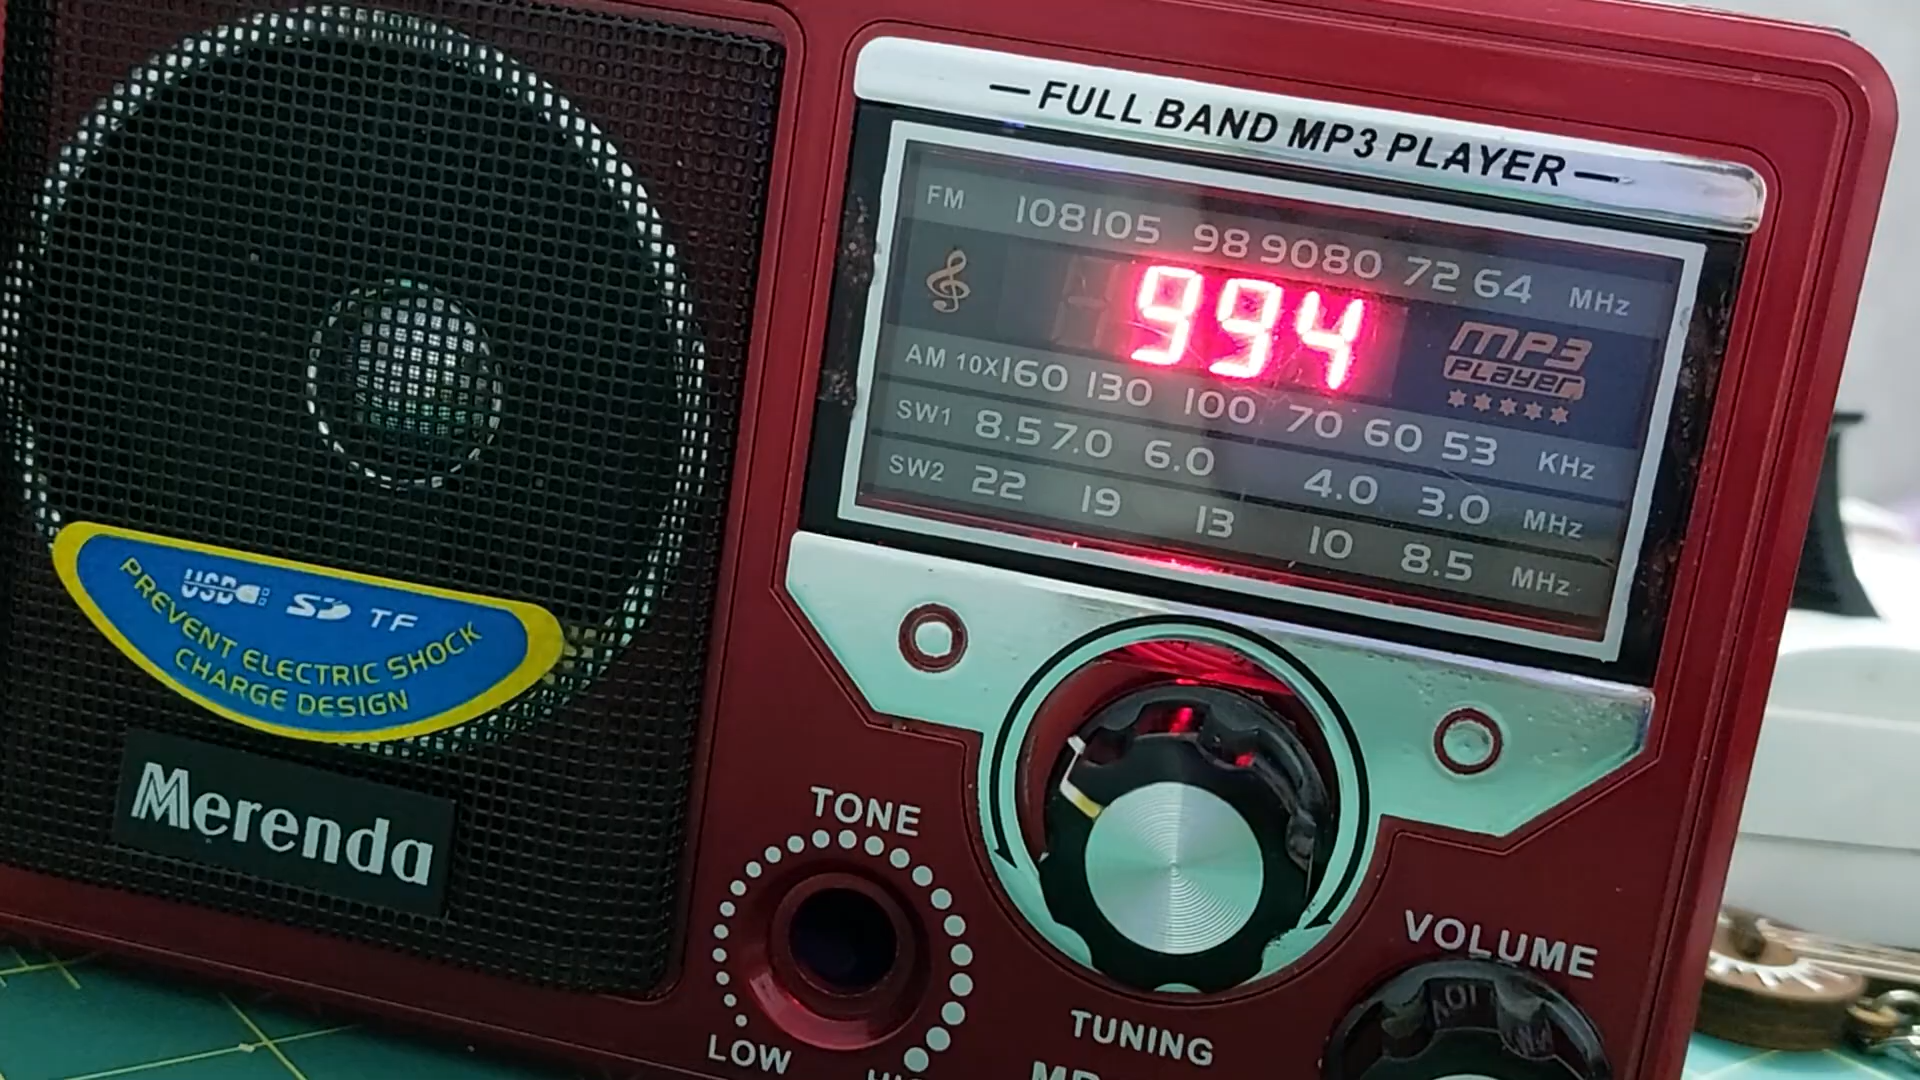 — FULL BAND MP3 PLAYER —
FM 108 105 98 90 80 72 64 MHz
994
MP3
PLAYER
AM 10X 160 130 100 70 60 53 KHz
SW1 8.5 7.0 6.0 4.0 3.0 MHz
SW2 22 19 13 10 8.5 MHz
USB SD TF
PREVENT ELECTRIC SHOCK
CHARGE DESIGN
Merenda
TONE
LOW
TUNING
VOLUME